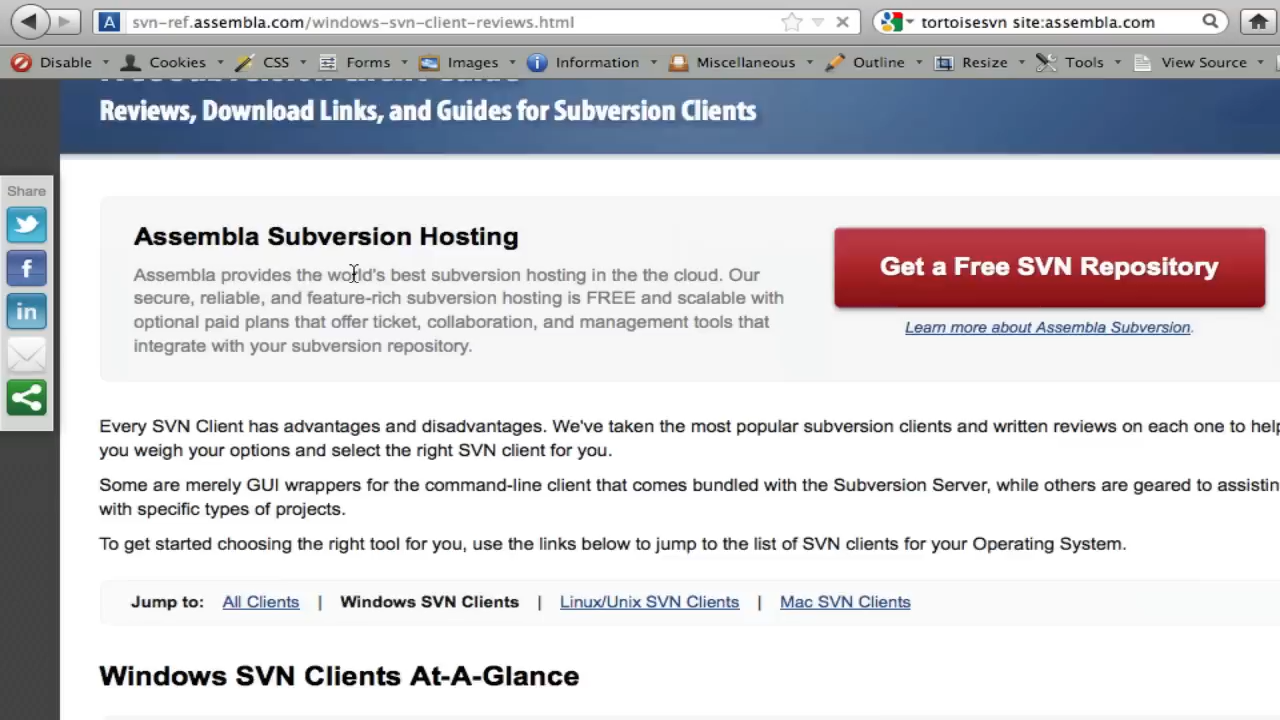 svn-ref.assembla.com/windows-svn-client-reviews.html
tortoisesvn site:assembla.com
Disable Cookies CSS Forms Images Information Miscellaneous Outline Resize Tools View Source
Reviews, Download Links, and Guides for Subversion Clients
Share
Assembla Subversion Hosting
Assembla provides the world's best subversion hosting in the the cloud. Our
secure, reliable, and feature-rich subversion hosting is FREE and scalable with
optional paid plans that offer ticket, collaboration, and management tools that
integrate with your subversion repository.
Get a Free SVN Repository
Learn more about Assembla Subversion.
Every SVN Client has advantages and disadvantages. We've taken the most popular subversion clients and written reviews on each one to help
you weigh your options and select the right SVN client for you.
Some are merely GUI wrappers for the command-line client that comes bundled with the Subversion Server, while others are geared to assisting
with specific types of projects.
To get started choosing the right tool for you, use the links below to jump to the list of SVN clients for your Operating System.
Jump to: All Clients | Windows SVN Clients | Linux/Unix SVN Clients | Mac SVN Clients
Windows SVN Clients At-A-Glance